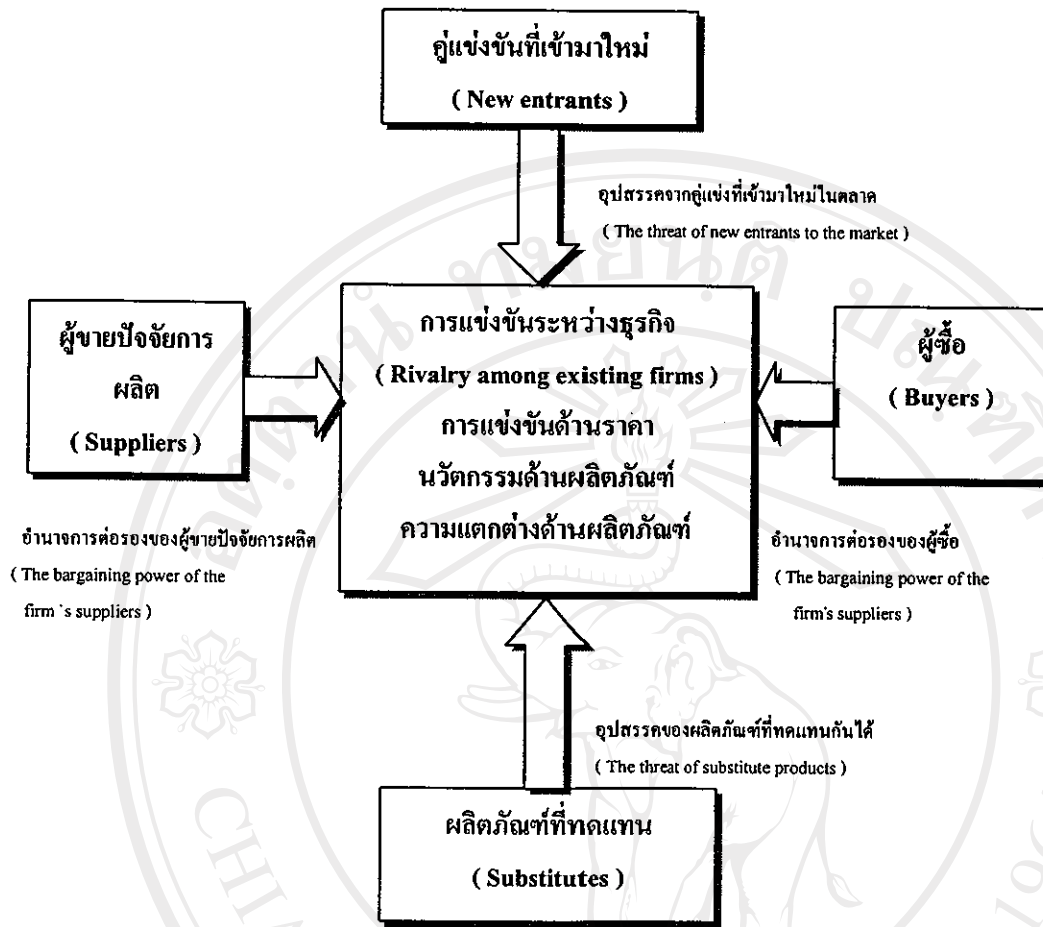 คู่แข่งขันที่เข้ามาใหม่
( New entrants )
อุปสรรคจากคู่แข่งที่เข้ามาใหม่ในตลาด
( The threat of new entrants to the market )
ผู้ขายปัจจัยการ
ผลิต
( Suppliers )
การแข่งขันระหว่างธุรกิจ
( Rivalry among existing firms )
การแข่งขันด้านราคา
นวัตกรรมด้านผลิตภัณฑ์
ความแตกต่างด้านผลิตภัณฑ์
ผู้ซื้อ
( Buyers )
อำนาจการต่อรองของผู้ขายปัจจัยการผลิต
( The bargaining power of the
firm `s suppliers )
อำนาจการต่อรองของผู้ซื้อ
( The bargaining power of the
firm's suppliers )
อุปสรรคของผลิตภัณฑ์ที่ทดแทนกันได้
( The threat of substitute products )
ผลิตภัณฑ์ที่ทดแทน
( Substitutes )